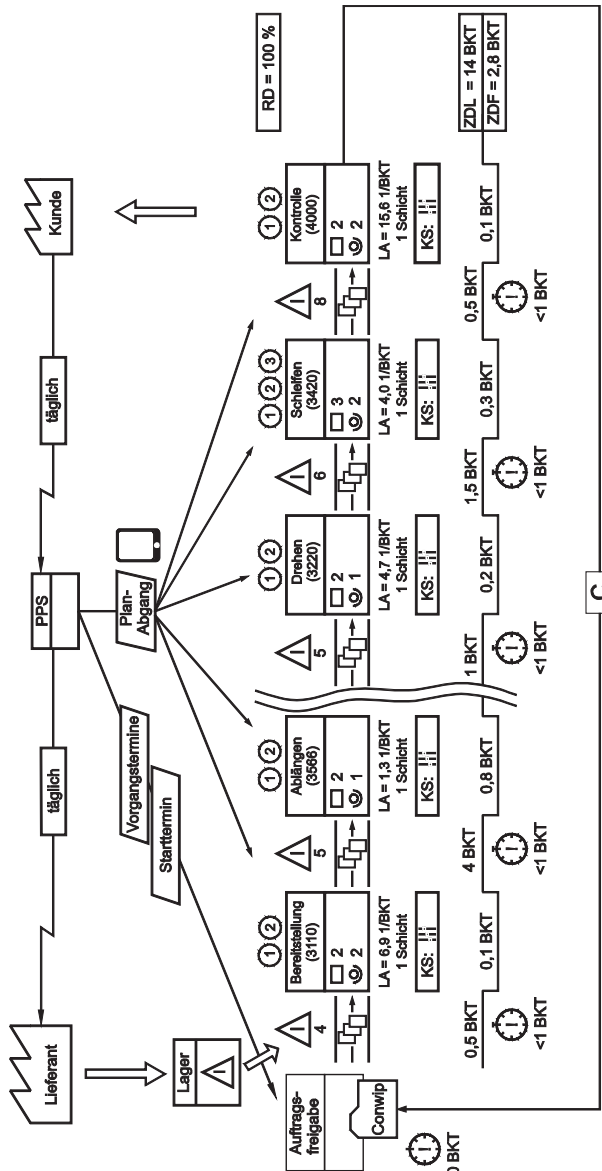 Lieferant
täglich
PPS
täglich
Kunde
Vorgangstermine
Starttermin
Plan-
Abgang
Lager
I
Auftrags-
freigabe
Conwip
I
4
I
5
I
5
I
6
I
8
1 2
Bereitstellung
(3110)
2
2
LA = 6,9 1/BKT
1 Schicht
KS:
1 2
Ablängen
(3566)
2
1
LA = 1,3 1/BKT
1 Schicht
KS:
1 2
Drehen
(3220)
2
1
LA = 4,7 1/BKT
1 Schicht
KS:
1 2 3
Schleifen
(3420)
3
2
LA = 4,0 1/BKT
1 Schicht
KS:
1 2
Kontrolle
(4000)
2
2
LA = 15,6 1/BKT
1 Schicht
KS:
RD = 100 %
0,5 BKT
0,1 BKT
4 BKT
0,8 BKT
1 BKT
0,2 BKT
1,5 BKT
0,3 BKT
0,5 BKT
0,1 BKT
ZDL = 14 BKT
ZDF = 2,8 BKT
BKT
<1 BKT
<1 BKT
<1 BKT
<1 BKT
<1 BKT
C